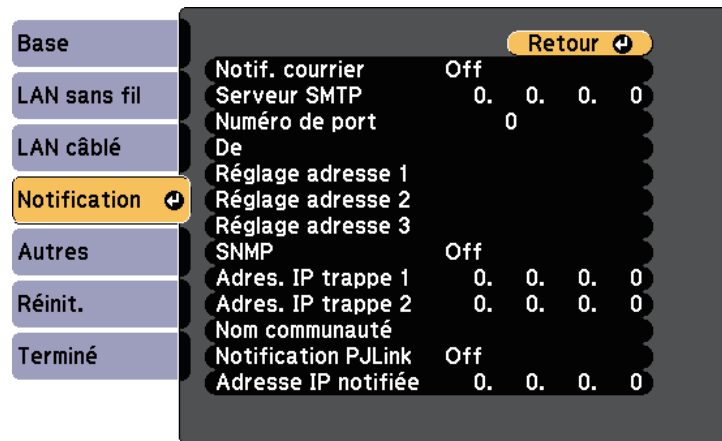 Base
LAN sans fil
LAN câblé
Notification
Autres
Réinit.
Terminé
Retour
Notif. courrier Off
Serveur SMTP 0. 0. 0. 0
Numéro de port 0
De
Réglage adresse 1
Réglage adresse 2
Réglage adresse 3
SNMP Off
Adres. IP trappe 1 0. 0. 0. 0
Adres. IP trappe 2 0. 0. 0. 0
Nom communauté
Notification PJLink Off
Adresse IP notifiée 0. 0. 0. 0